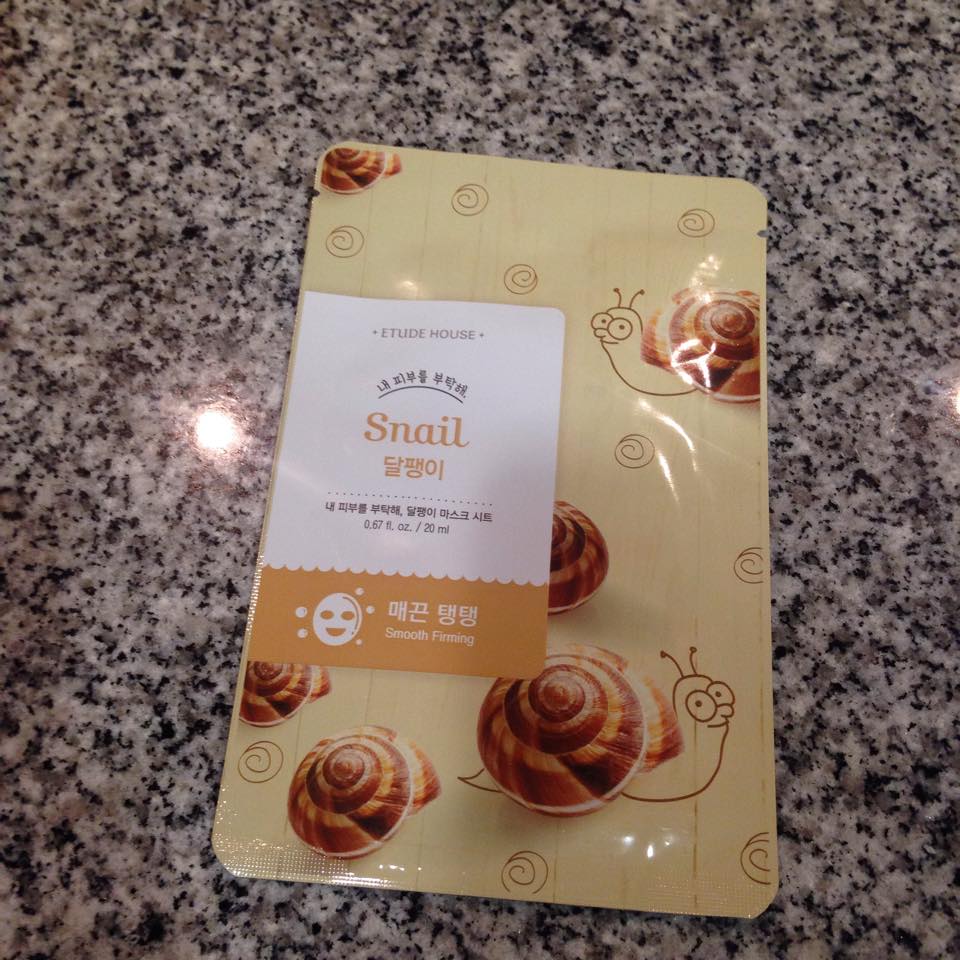 ETUDE HOUSE
내 피부를 부탁해.
Snail
달팽이
내 피부를 부탁해, 달팽이 마스크 시트
0.67 fl. oz. / 20 ml
매끈 탱탱
Smooth Firming